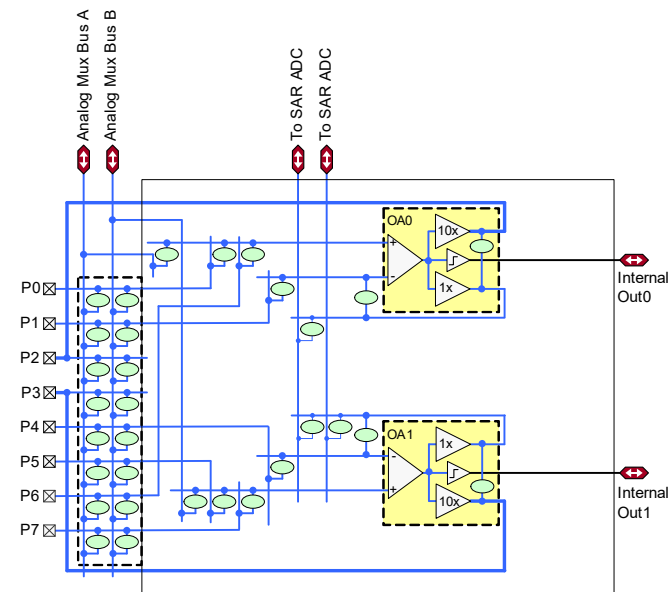 Analog Mux Bus A
Analog Mux Bus B
To SAR ADC
To SAR ADC
OA0
+
-
10x
1x
Internal
Out0
P0
P1
P2
P3
P4
P5
P6
P7
OA1
-
+
1x
10x
Internal
Out1